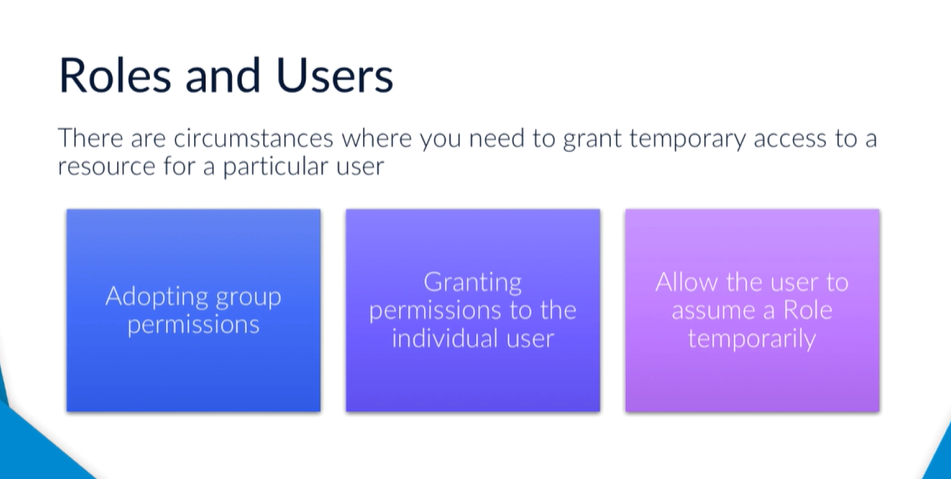 Roles and Users
There are circumstances where you need to grant temporary access to a
resource for a particular user
Adopting group
permissions
Granting
permissions to the
individual user
Allow the user to
assume a Role
temporarily